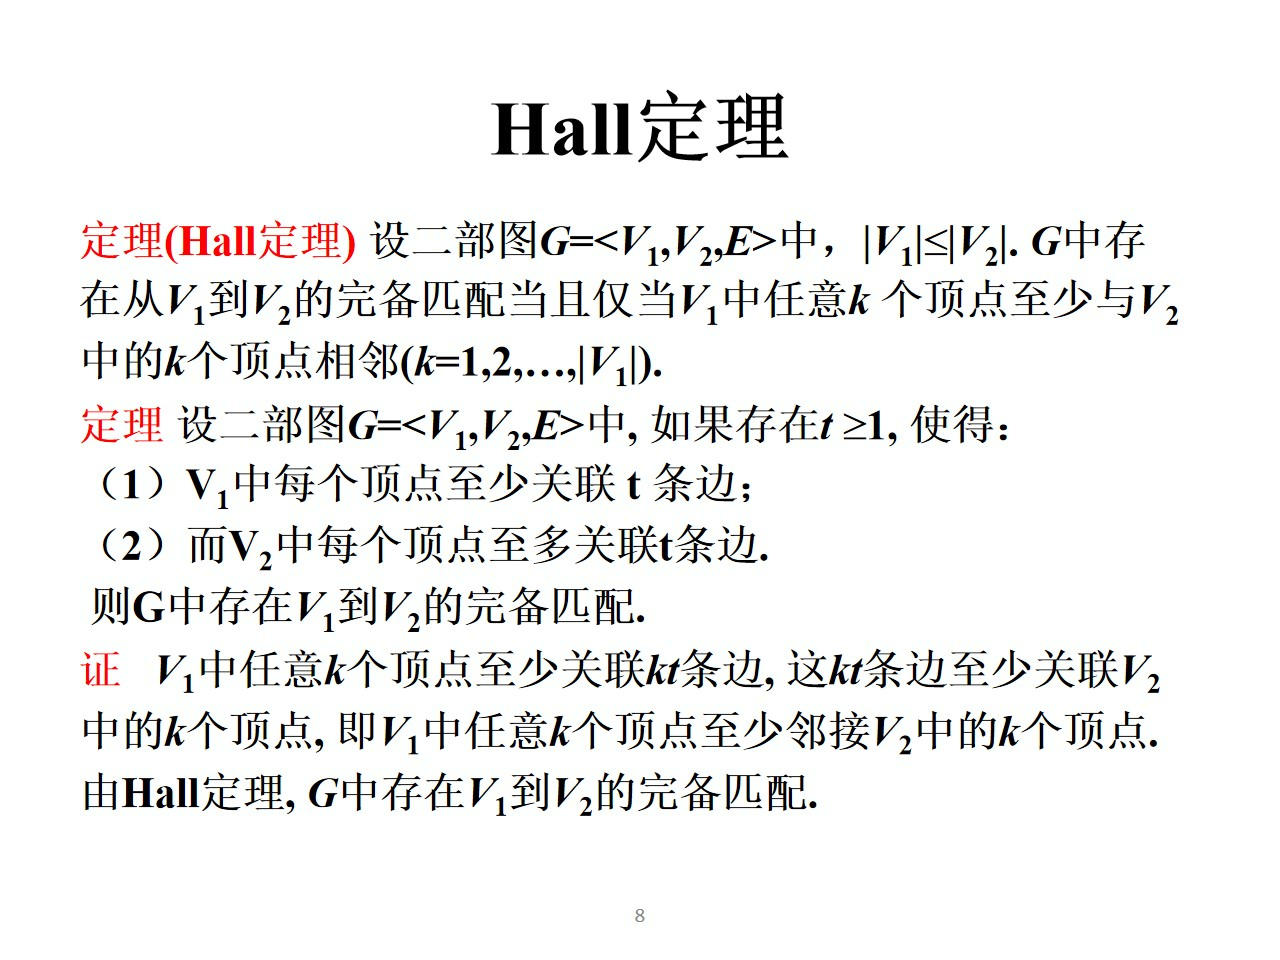 Hall定理
定理(Hall定理) 设二部图G=<V₁,V₂,E>中，|V₁|≤|V₂|. G中存
在从V₁到V₂的完备匹配当且仅当V₁中任意k 个顶点至少与V₂
中的k个顶点相邻(k=1,2,…,|V₁|).
定理 设二部图G=<V₁,V₂,E>中, 如果存在t ≥1, 使得：
（1）V₁中每个顶点至少关联 t 条边；
（2）而V₂中每个顶点至多关联t条边.
则G中存在V₁到V₂的完备匹配.
证 V₁中任意k个顶点至少关联kt条边, 这kt条边至少关联V₂
中的k个顶点, 即V₁中任意k个顶点至少邻接V₂中的k个顶点.
由Hall定理, G中存在V₁到V₂的完备匹配.
8